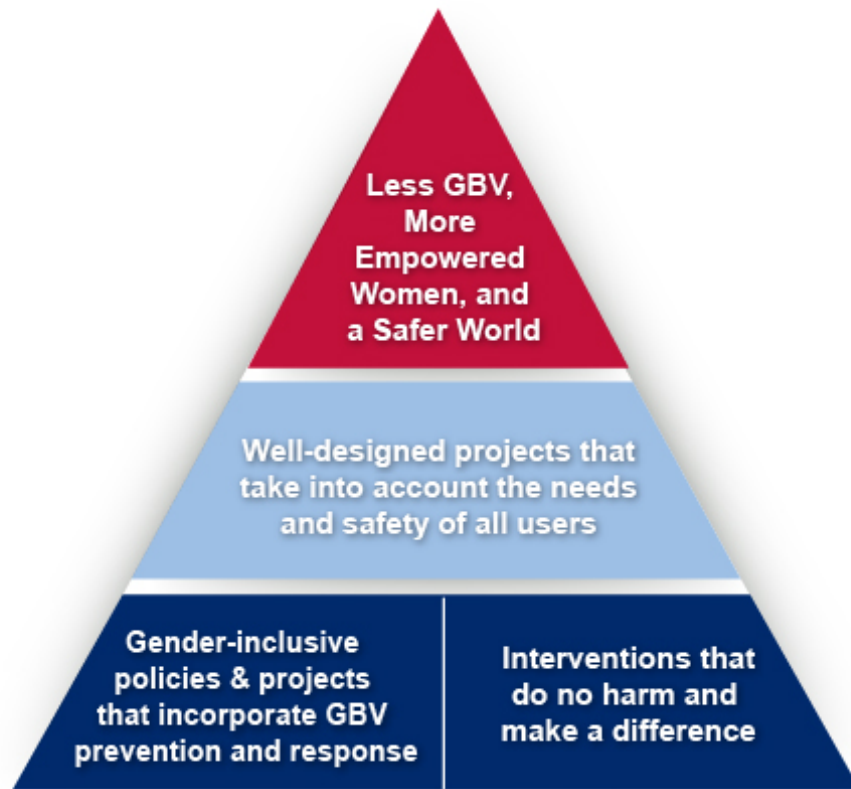 Less GBV,
More
Empowered
Women, and
a Safer World
Well-designed projects that
take into account the needs
and safety of all users
Gender-inclusive
policies & projects
that incorporate GBV
prevention and response
Interventions that
do no harm and
make a difference